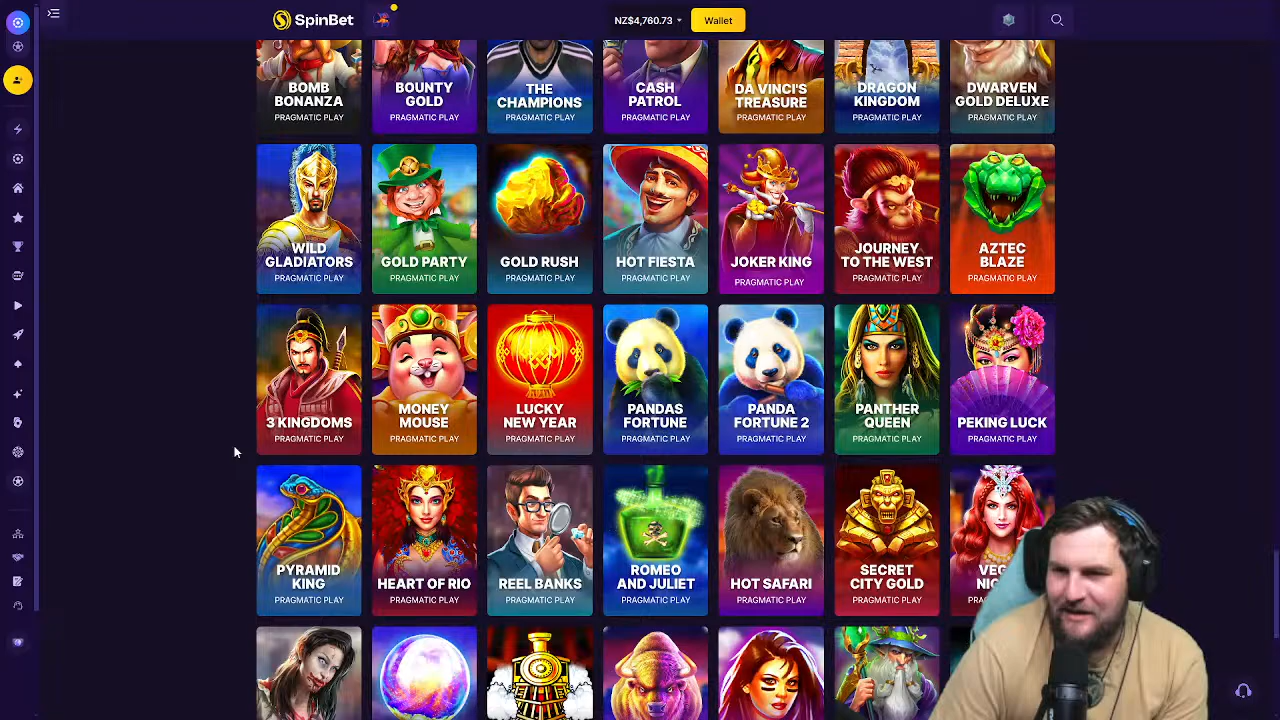 SpinBet
NZ$4,760.73
Wallet
BOMB
BONANZA
PRAGMATIC PLAY
BOUNTY
GOLD
PRAGMATIC PLAY
THE
CHAMPIONS
PRAGMATIC PLAY
CASH
PATROL
PRAGMATIC PLAY
DA VINCI'S
TREASURE
PRAGMATIC PLAY
DRAGON
KINGDOM
PRAGMATIC PLAY
DWARVEN
GOLD DELUXE
PRAGMATIC PLAY
WILD
GLADIATORS
PRAGMATIC PLAY
GOLD PARTY
PRAGMATIC PLAY
GOLD RUSH
PRAGMATIC PLAY
HOT FIESTA
PRAGMATIC PLAY
JOKER KING
PRAGMATIC PLAY
JOURNEY
TO THE WEST
PRAGMATIC PLAY
AZTEC
BLAZE
PRAGMATIC PLAY
3 KINGDOMS
PRAGMATIC PLAY
MONEY
MOUSE
PRAGMATIC PLAY
LUCKY
NEW YEAR
PRAGMATIC PLAY
PANDAS
FORTUNE
PRAGMATIC PLAY
PANDA
FORTUNE 2
PRAGMATIC PLAY
PANTHER
QUEEN
PRAGMATIC PLAY
PEKING LUCK
PRAGMATIC PLAY
PYRAMID
KING
PRAGMATIC PLAY
HEART OF RIO
PRAGMATIC PLAY
REEL BANKS
PRAGMATIC PLAY
ROMEO
AND JULIET
PRAGMATIC PLAY
HOT SAFARI
PRAGMATIC PLAY
SECRET
CITY GOLD
PRAGMATIC PLAY